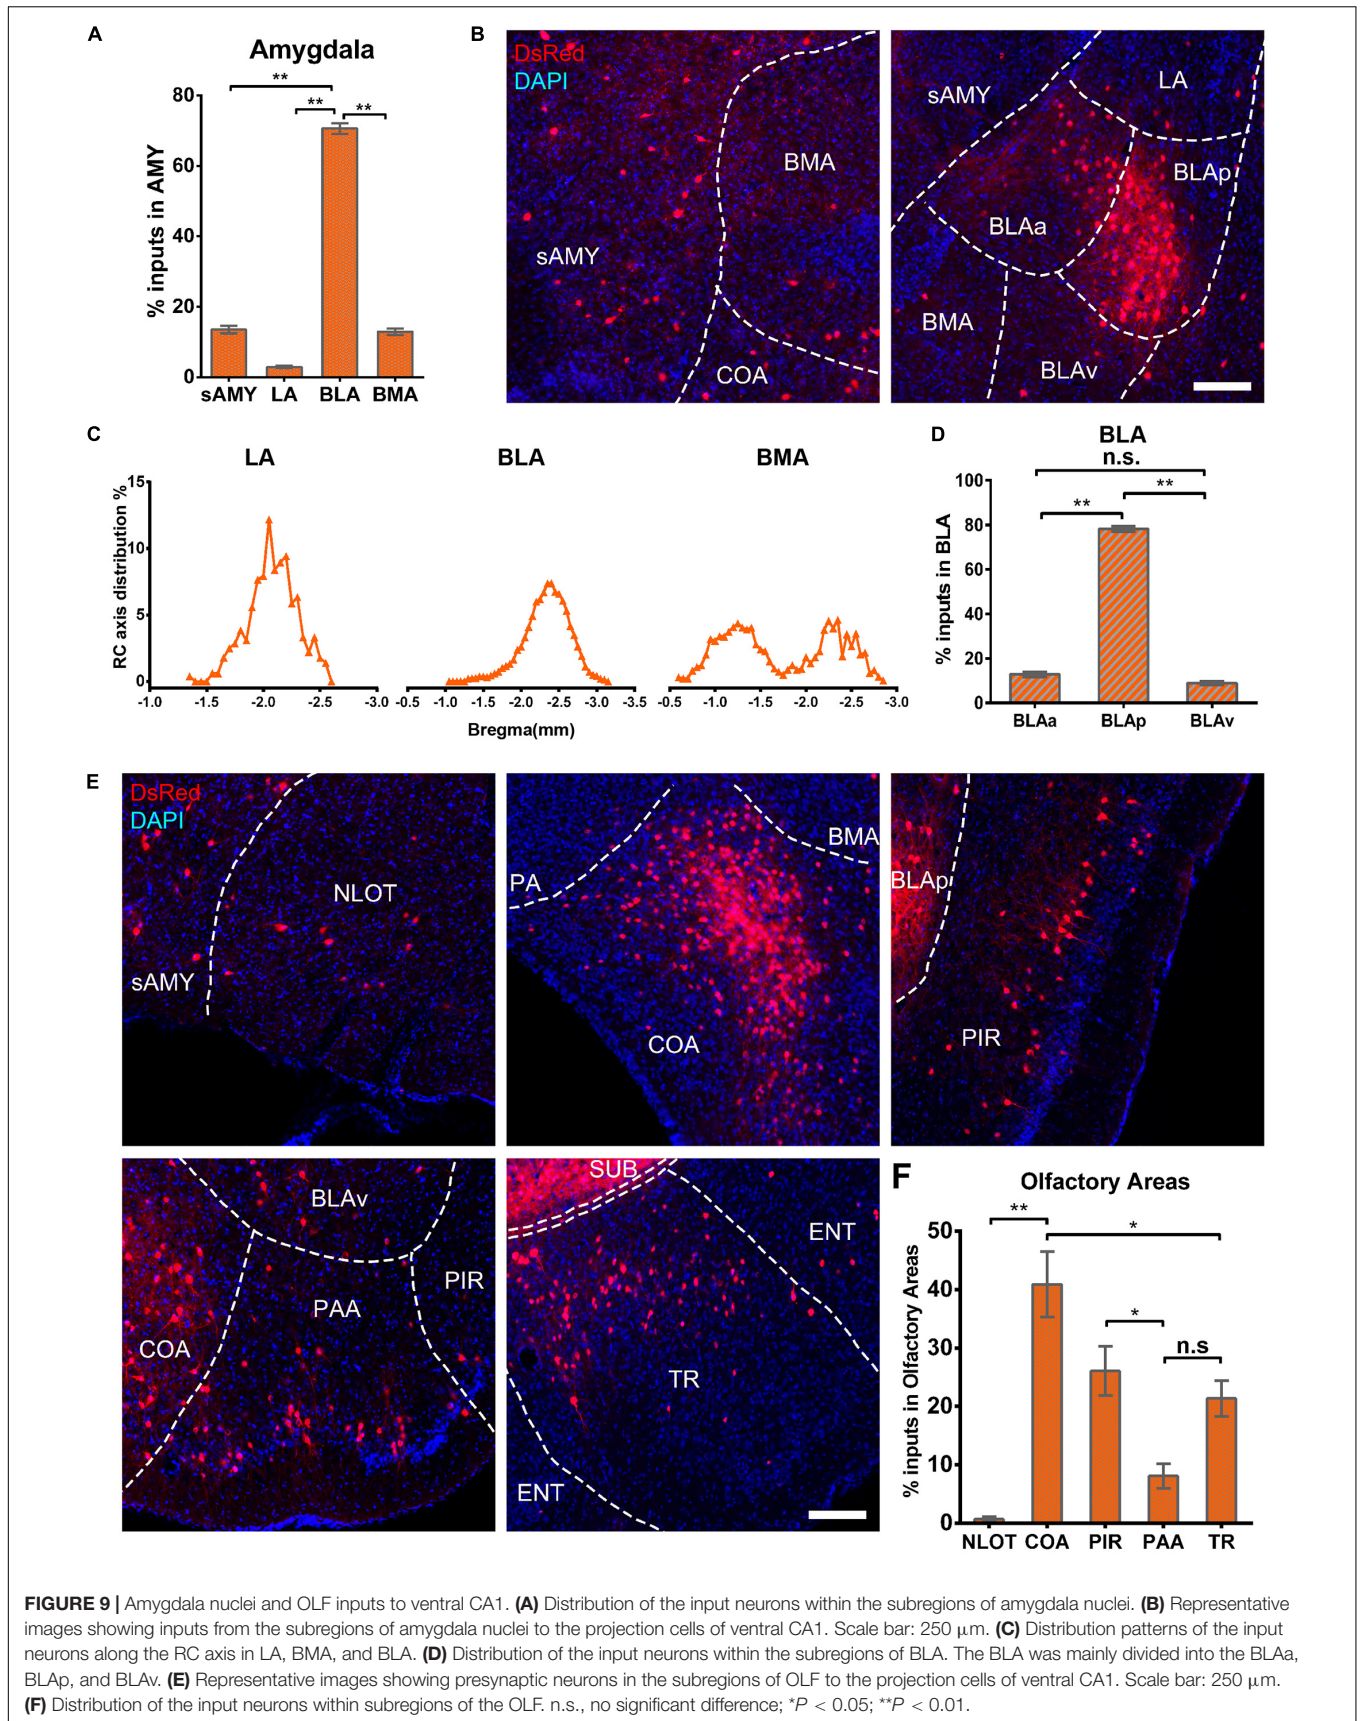 A
Amygdala
**
** **
80
60
40
20
0
% inputs in AMY
sAMY LA BLA BMA
B
DsRed
DAPI
BMA
sAMY
COA
sAMY
LA
BLAp
BLAa
BMA
BLAv
C
LA BLA BMA
RC axis distribution %
15
10
5
0
-1.0 -1.5 -2.0 -2.5 -3.0
-0.5 -1.0 -1.5 -2.0 -2.5 -3.0 -3.5
-0.5 -1.0 -1.5 -2.0 -2.5 -3.0
Bregma(mm)
D
BLA
n.s.
** **
100
80
60
40
20
0
% inputs in BLA
BLAa BLAp BLAv
E
DsRed
DAPI
NLOT
sAMY
BMA
PA
COA
BLAp
PIR
BLAv
PIR
PAA
COA
SUB
ENT
TR
ENT
F
Olfactory Areas
**
*
*
n.s
50
40
30
20
10
0
% inputs in Olfactory Areas
NLOT COA PIR PAA TR
FIGURE 9 | Amygdala nuclei and OLF inputs to ventral CA1. (A) Distribution of the input neurons within the subregions of amygdala nuclei. (B) Representative
images showing inputs from the subregions of amygdala nuclei to the projection cells of ventral CA1. Scale bar: 250 μm. (C) Distribution patterns of the input
neurons along the RC axis in LA, BMA, and BLA. (D) Distribution of the input neurons within the subregions of BLA. The BLA was mainly divided into the BLAa,
BLAp, and BLAv. (E) Representative images showing presynaptic neurons in the subregions of OLF to the projection cells of ventral CA1. Scale bar: 250 μm.
(F) Distribution of the input neurons within subregions of the OLF. n.s., no significant difference; *P < 0.05; **P < 0.01.